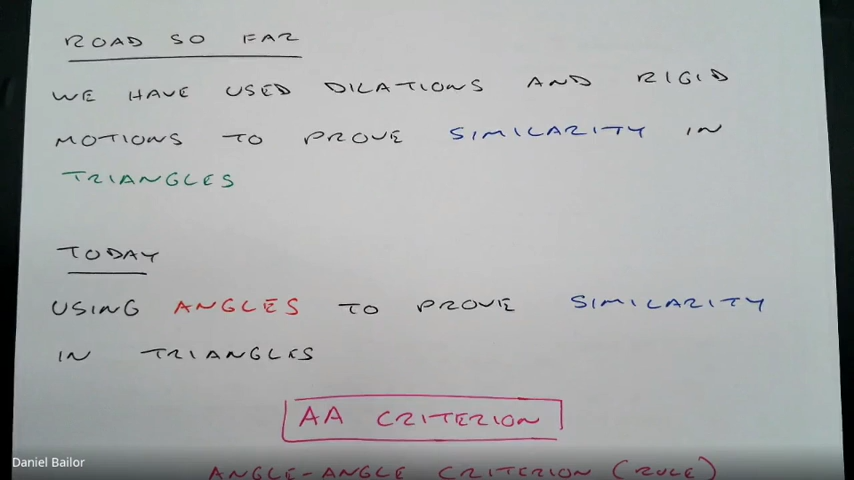 ROAD SO FAR
WE HAVE USED DILATIONS AND RIGID
MOTIONS TO PROVE SIMILARITY IN
TRIANGLES
TODAY
USING ANGLES TO PROVE SIMILARITY
IN TRIANGLES
AA CRITERION
ANGLE-ANGLE CRITERION (RULE)
Daniel Bailor